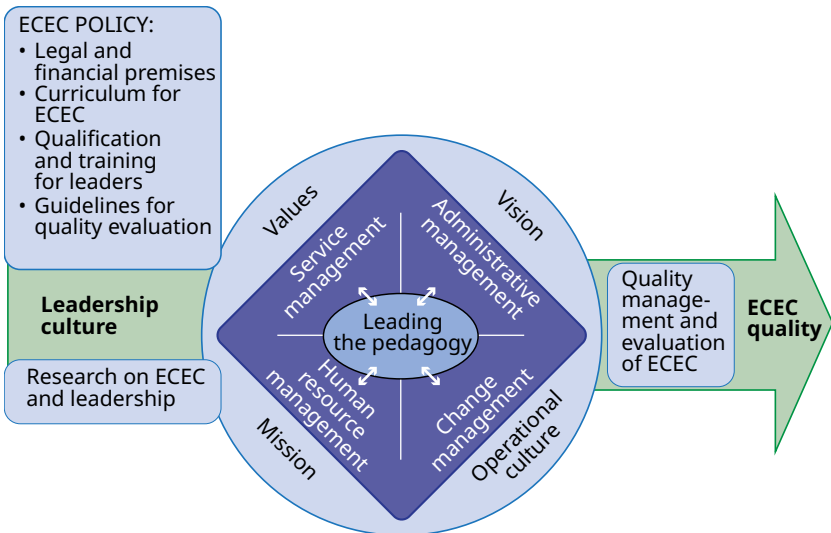 ECEC POLICY:
• Legal and
financial premises
• Curriculum for
ECEC
• Qualification
and training
for leaders
• Guidelines for
quality evaluation
Leadership
culture
Research on ECEC
and leadership
Values
Vision
Mission
Operational
culture
Service
management
Administrative
management
Leading
the pedagogy
Human
resource
management
Change
management
Quality
manage-
ment and
evaluation
of ECEC
ECEC
quality